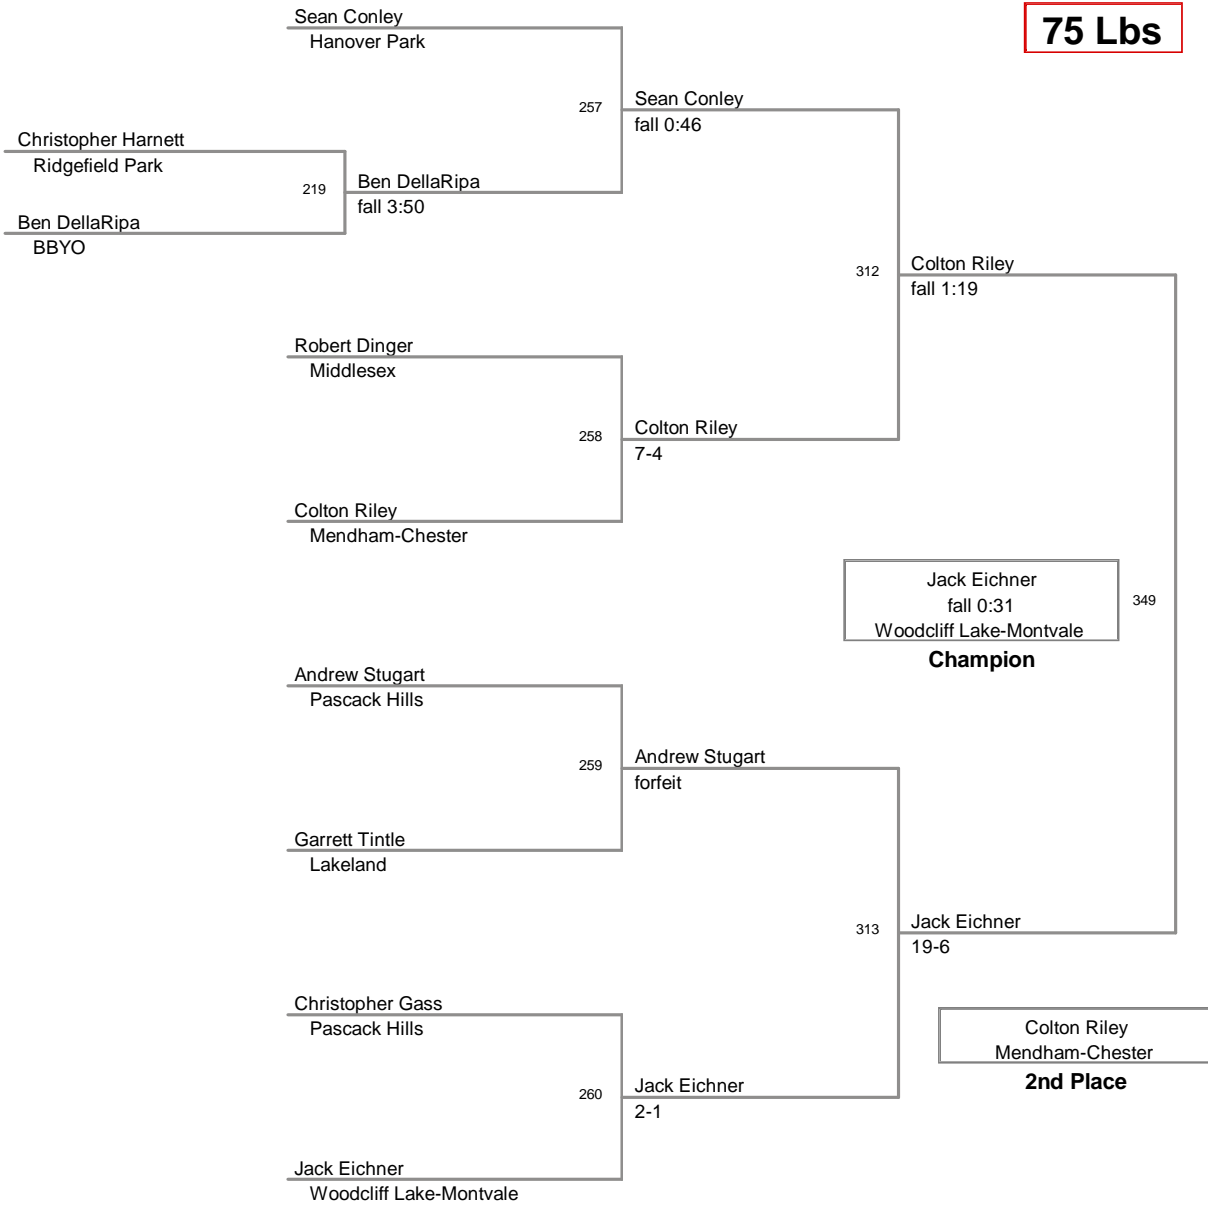 Sean Conley
Hanover Park
75 Lbs
257
Sean Conley
fall 0:46
Christopher Harnett
Ridgefield Park
219
Ben DellaRipa
fall 3:50
Ben DellaRipa
BBYO
312
Colton Riley
fall 1:19
Robert Dinger
Middlesex
258
Colton Riley
7-4
Colton Riley
Mendham-Chester
Jack Eichner
fall 0:31
Woodcliff Lake-Montvale
Champion
349
Andrew Stugart
Pascack Hills
259
Andrew Stugart
forfeit
Garrett Tintle
Lakeland
313
Jack Eichner
19-6
Christopher Gass
Pascack Hills
Colton Riley
Mendham-Chester
2nd Place
260
Jack Eichner
2-1
Jack Eichner
Woodcliff Lake-Montvale